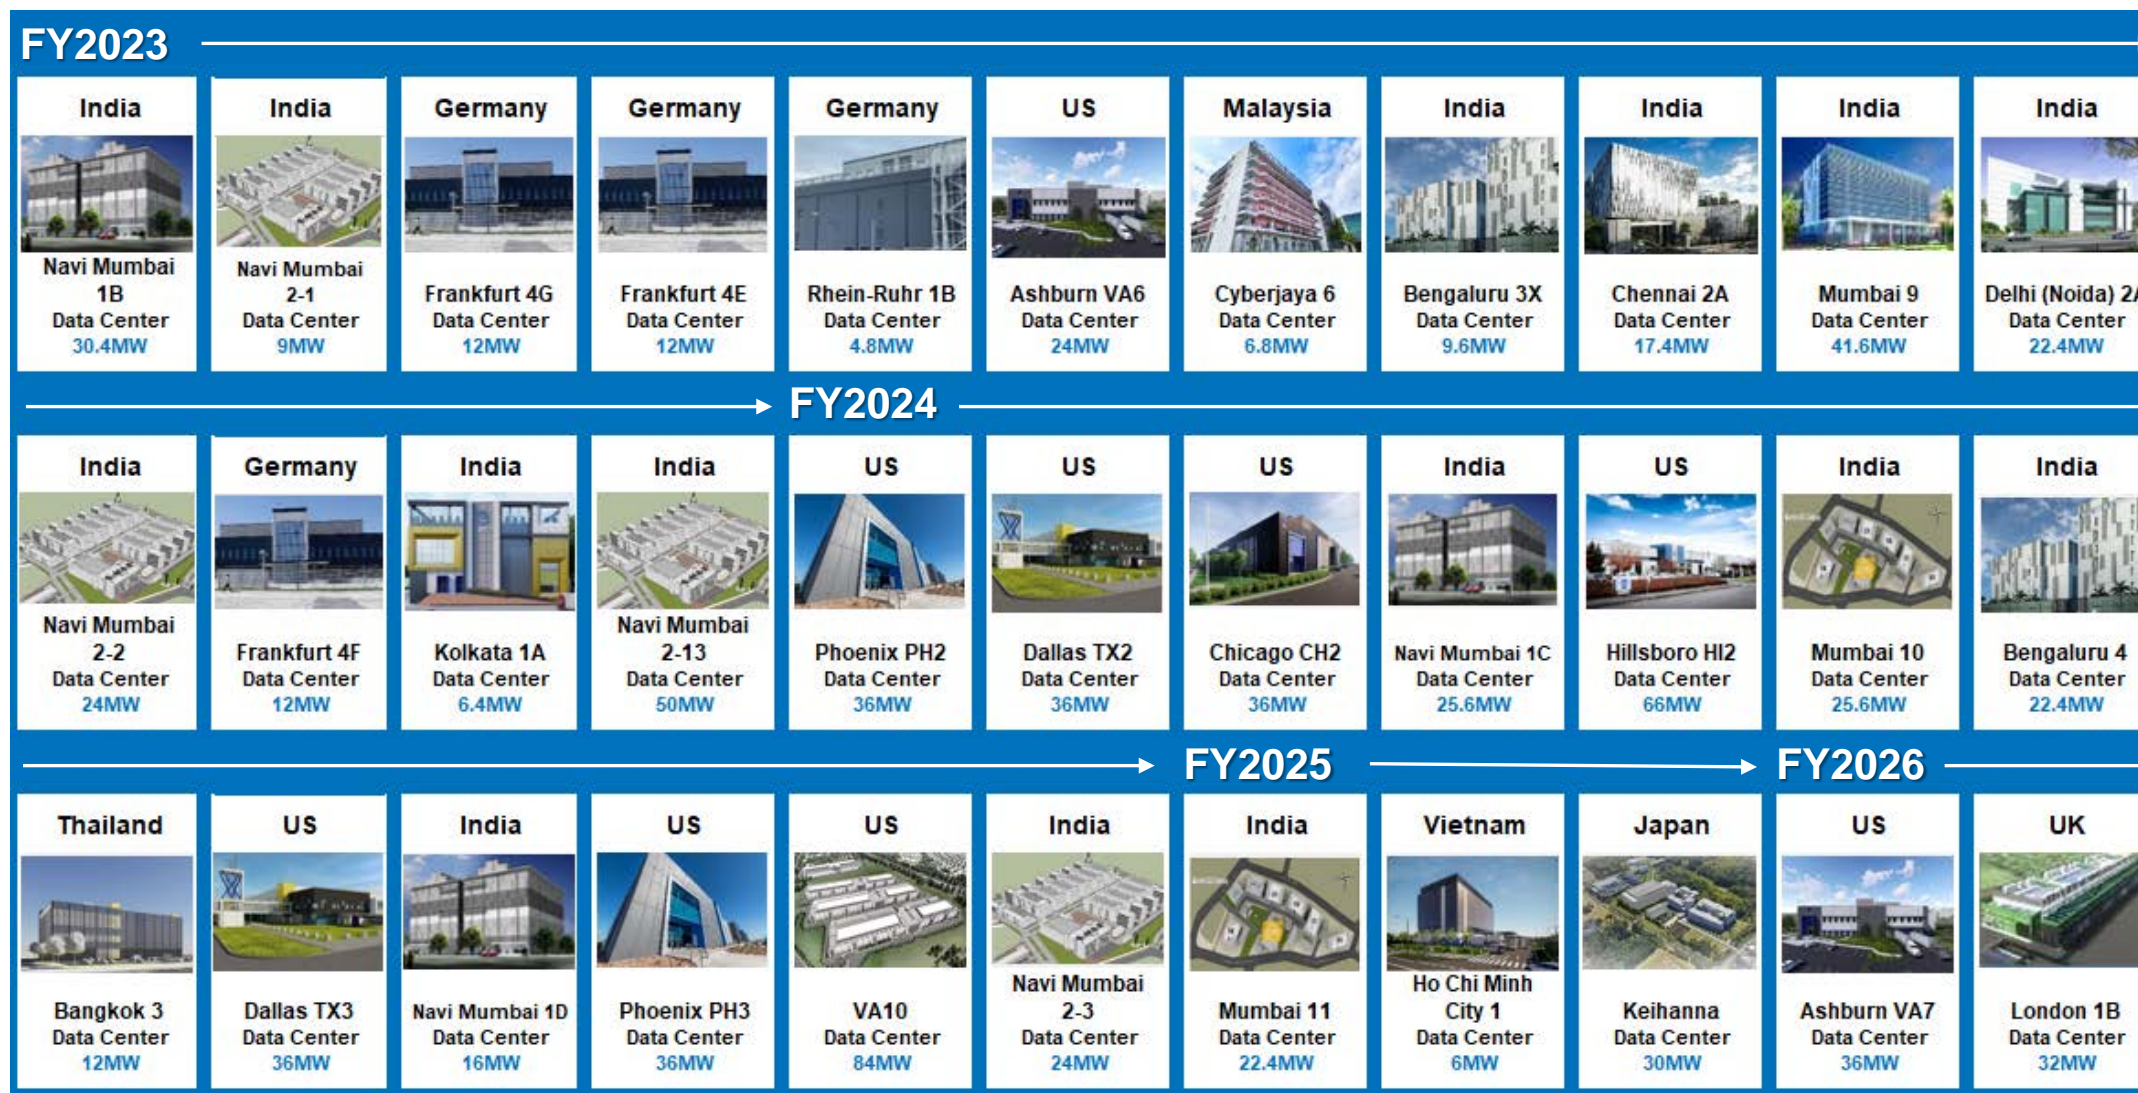 FY2023
India
Navi Mumbai
1B
Data Center
30.4MW
India
Navi Mumbai
2-1
Data Center
9MW
Germany
Frankfurt 4G
Data Center
12MW
Germany
Frankfurt 4E
Data Center
12MW
Germany
Rhein-Ruhr 1B
Data Center
4.8MW
US
Ashburn VA6
Data Center
24MW
Malaysia
Cyberjaya 6
Data Center
6.8MW
India
Bengaluru 3X
Data Center
9.6MW
India
Chennai 2A
Data Center
17.4MW
India
Mumbai 9
Data Center
41.6MW
India
Delhi (Noida) 2A
Data Center
22.4MW
FY2024
India
Navi Mumbai
2-2
Data Center
24MW
Germany
Frankfurt 4F
Data Center
12MW
India
Kolkata 1A
Data Center
6.4MW
India
Navi Mumbai
2-13
Data Center
50MW
US
Phoenix PH2
Data Center
36MW
US
Dallas TX2
Data Center
36MW
US
Chicago CH2
Data Center
36MW
India
Navi Mumbai 1C
Data Center
25.6MW
US
Hillsboro HI2
Data Center
66MW
India
Mumbai 10
Data Center
25.6MW
India
Bengaluru 4
Data Center
22.4MW
FY2025
FY2026
Thailand
Bangkok 3
Data Center
12MW
US
Dallas TX3
Data Center
36MW
India
Navi Mumbai 1D
Data Center
16MW
US
Phoenix PH3
Data Center
36MW
US
VA10
Data Center
84MW
India
Navi Mumbai
2-3
Data Center
24MW
India
Mumbai 11
Data Center
22.4MW
Vietnam
Ho Chi Minh
City 1
Data Center
6MW
Japan
Keihanna
Data Center
30MW
US
Ashburn VA7
Data Center
36MW
UK
London 1B
Data Center
32MW